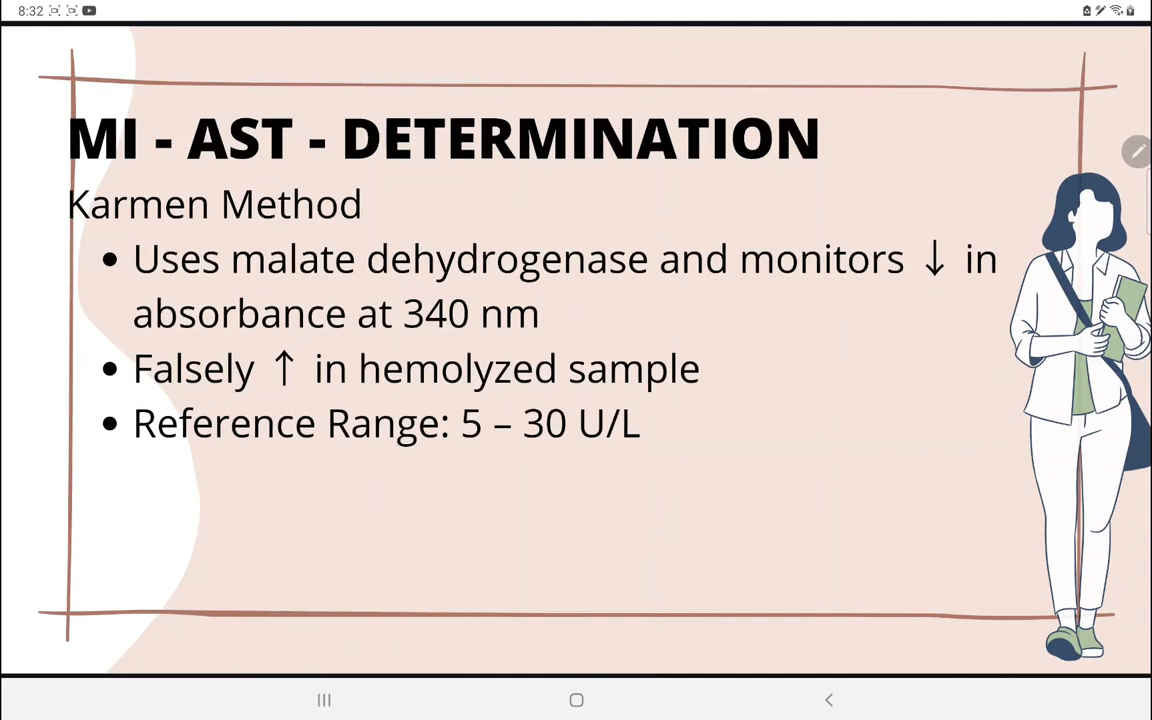 8:32
MI - AST - DETERMINATION
Karmen Method
• Uses malate dehydrogenase and monitors ↓ in
absorbance at 340 nm
• Falsely ↑ in hemolyzed sample
• Reference Range: 5 – 30 U/L